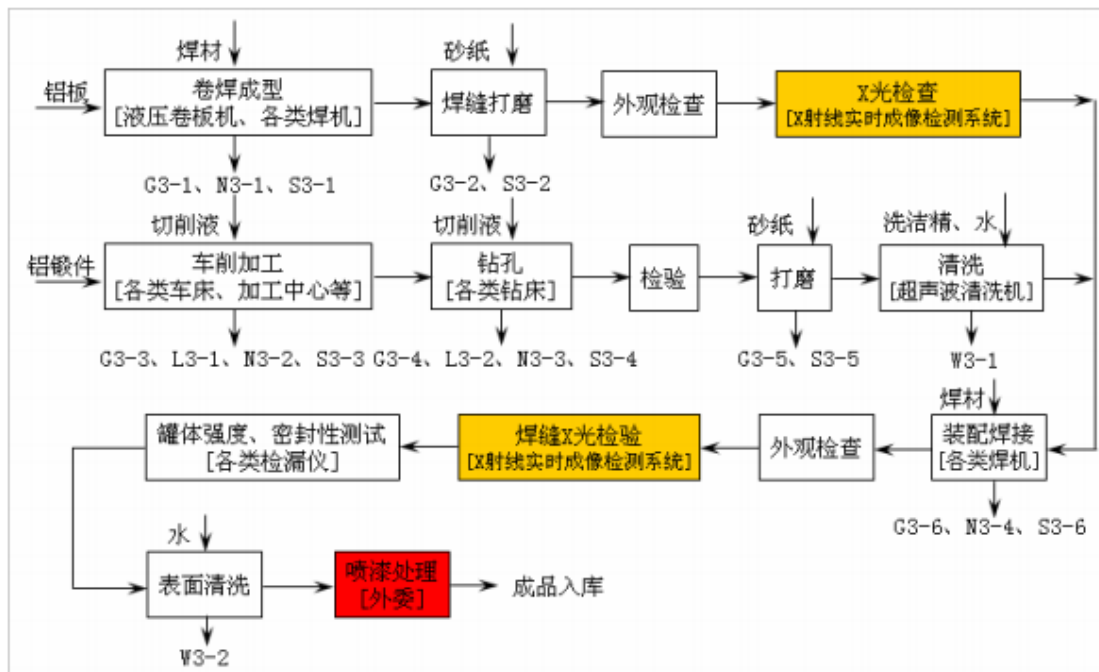 焊材
砂纸
铝板
卷焊成型
[液压卷板机、各类焊机]
焊缝打磨
外观检查
X光检查
[X射线实时成像检测系统]
G3-1、N3-1、S3-1
G3-2、S3-2
切削液
切削液
砂纸
洗洁精、水
铝锻件
车削加工
[各类车床、加工中心等]
钻孔
[各类钻床]
检验
打磨
清洗
[超声波清洗机]
G3-3、L3-1、N3-2、S3-3
G3-4、L3-2、N3-3、S3-4
G3-5、S3-5
W3-1
焊材
罐体强度、密封性测试
[各类检漏仪]
焊缝X光检验
[X射线实时成像检测系统]
外观检查
装配焊接
[各类焊机]
G3-6、N3-4、S3-6
水
表面清洗
喷漆处理
[外委]
成品入库
W3-2